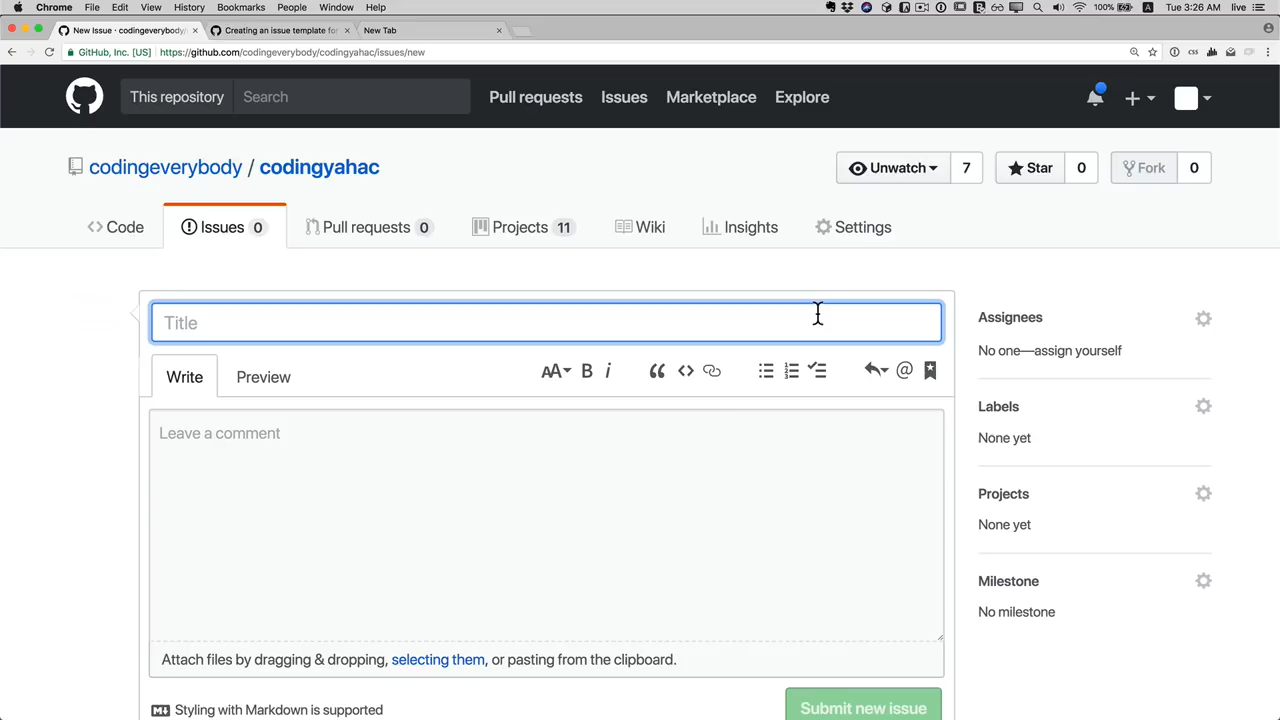 Chrome File Edit View History Bookmarks People Window Help 100% Tue 3:26 AM live
New Issue · codingeverybody/ Creating an issue template for New Tab
GitHub, Inc. [US] https://github.com/codingeverybody/codingyahac/issues/new
This repository Search Pull requests Issues Marketplace Explore
codingeverybody / codingyahac Unwatch 7 Star 0 Fork 0
Code Issues 0 Pull requests 0 Projects 11 Wiki Insights Settings
Title
Write Preview AA B i
Leave a comment
Attach files by dragging & dropping, selecting them, or pasting from the clipboard.
Styling with Markdown is supported
Submit new issue
Assignees
No one—assign yourself
Labels
None yet
Projects
None yet
Milestone
No milestone